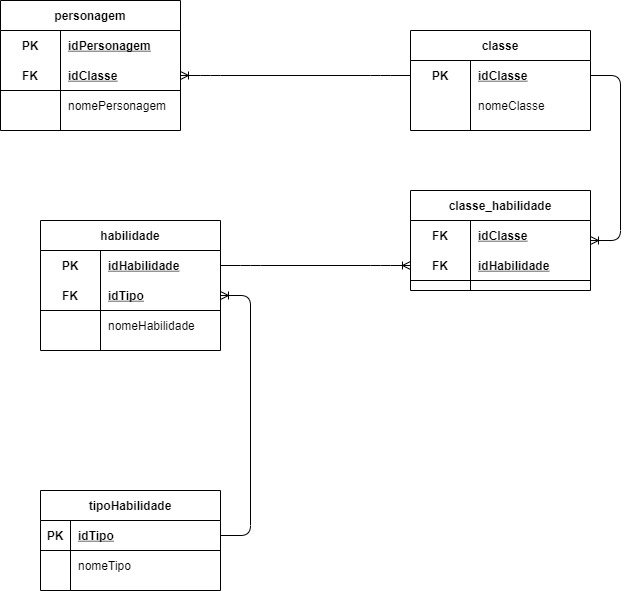 personagem
PK idPersonagem
FK idClasse
nomePersonagem
classe
PK idClasse
nomeClasse
classe_habilidade
FK idClasse
FK idHabilidade
habilidade
PK idHabilidade
FK idTipo
nomeHabilidade
tipoHabilidade
PK idTipo
nomeTipo